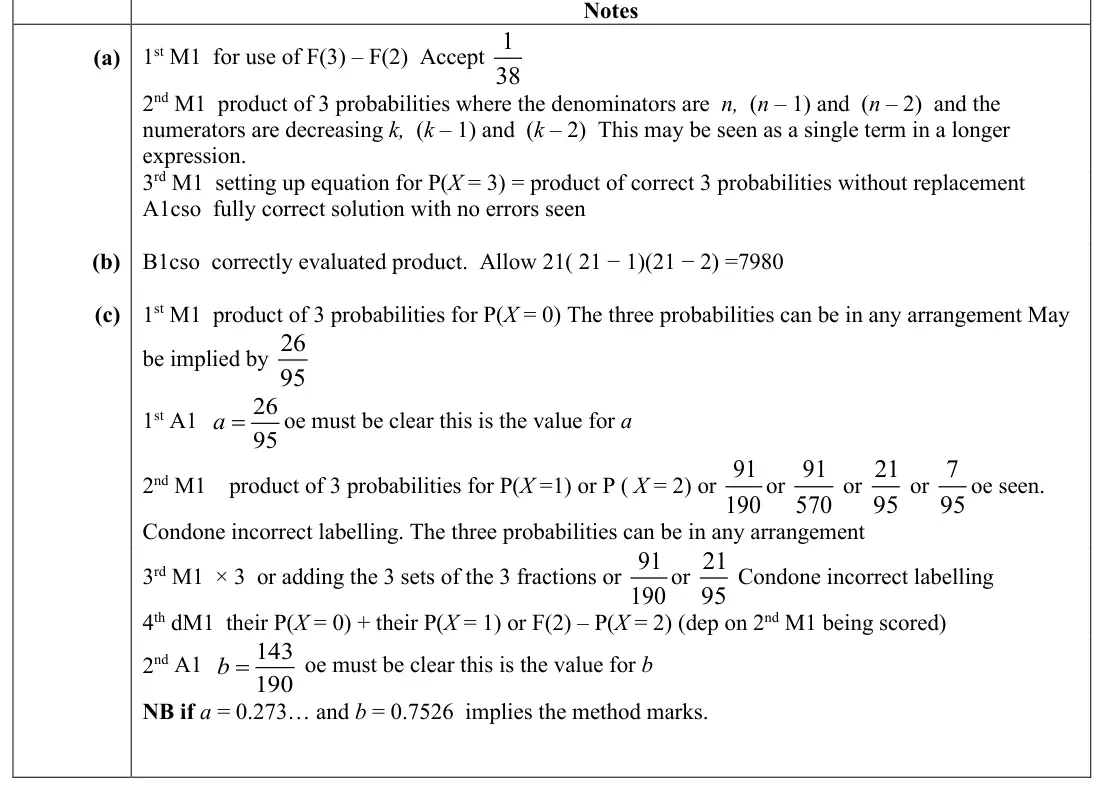 Notes
(a) 1st M1 for use of F(3) – F(2) Accept 1/38
2nd M1 product of 3 probabilities where the denominators are n, (n – 1) and (n – 2) and the
numerators are decreasing k, (k – 1) and (k – 2) This may be seen as a single term in a longer
expression.
3rd M1 setting up equation for P(X = 3) = product of correct 3 probabilities without replacement
A1cso fully correct solution with no errors seen
(b) B1cso correctly evaluated product. Allow 21( 21 − 1)(21 − 2) =7980
(c) 1st M1 product of 3 probabilities for P(X = 0) The three probabilities can be in any arrangement May
be implied by 26/95
1st A1 a = 26/95 oe must be clear this is the value for a
2nd M1 product of 3 probabilities for P(X =1) or P ( X = 2) or 91/190 or 91/570 or 21/95 or 7/95 oe seen.
Condone incorrect labelling. The three probabilities can be in any arrangement
3rd M1 × 3 or adding the 3 sets of the 3 fractions or 91/190 or 21/95 Condone incorrect labelling
4th dM1 their P(X = 0) + their P(X = 1) or F(2) – P(X = 2) (dep on 2nd M1 being scored)
2nd A1 b = 143/190 oe must be clear this is the value for b
NB if a = 0.273… and b = 0.7526 implies the method marks.